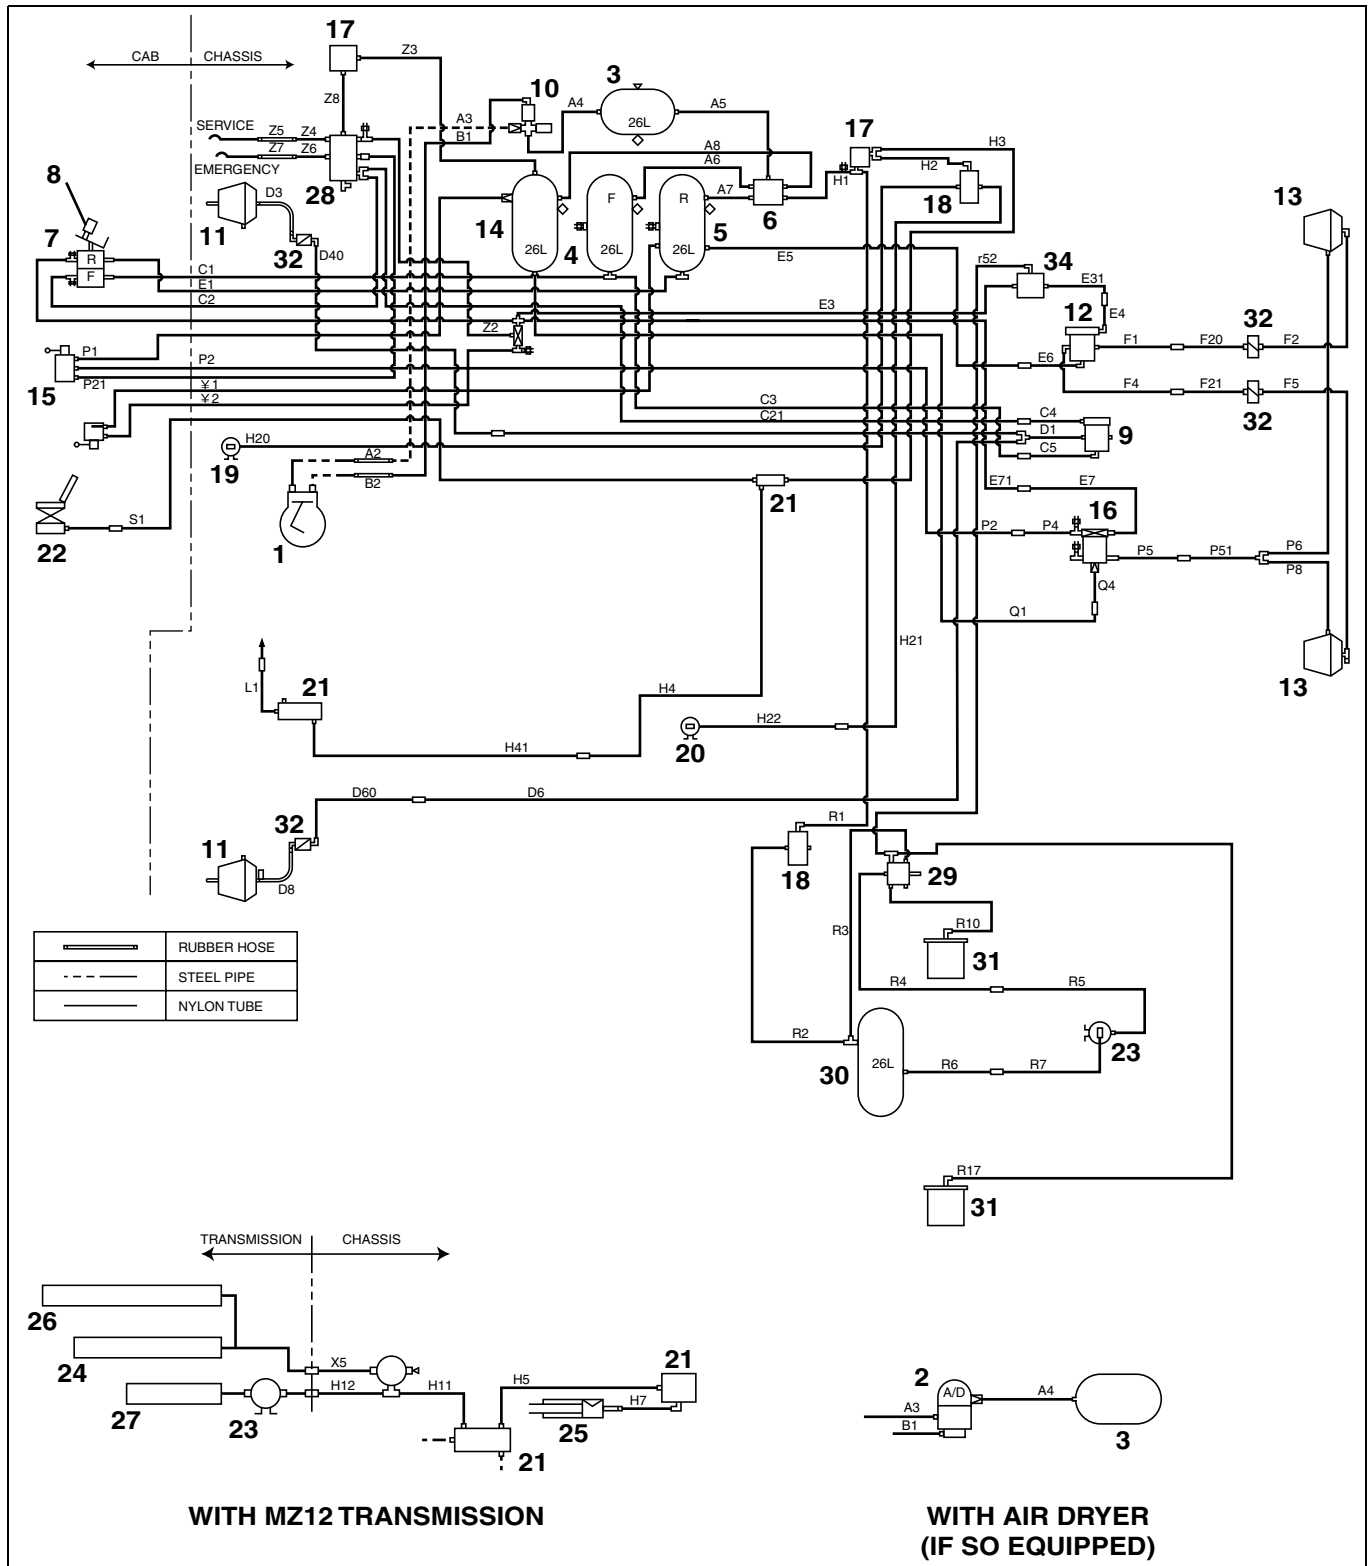 17
Z3
CAB CHASSIS
10
3
A4
A5
26L
Z8
A3
B1
17
H3
SERVICE
Z5 Z4
Z7 Z6
EMERGENCY
A8
A6
H2
H1
8
D3
28
11
F
R
A7
6
18
13
7
14
4
5
32
D40
26L
26L
26L
E5
r52
34
R
F
C1
E1
C2
E3
E31
E4
12
32
Z2
P1
F1 F20 F2
P2
E6
15
P21
¥1
¥2
F4 F21 F5
C3
C21
C4
32
D1
9
C5
H20
19
A2
B2
E71 E7
21
16
S1
22
1
P2 P4
P5 P51
P6
P8
Q4
Q1
H21
L1
21
H4
13
H22
20
H41
D60 D6
32
R1
11
D8
18
29
R3
R10
31
RUBBER HOSE
STEEL PIPE
NYLON TUBE
R4 R5
R2
23
30
26L
R6 R7
R17
31
TRANSMISSION CHASSIS
26
24
X5
21
H5
2
A/D
A4
H12 H11
H7
A3
B1
27
23
25
3
21
WITH MZ12 TRANSMISSION
WITH AIR DRYER
(IF SO EQUIPPED)